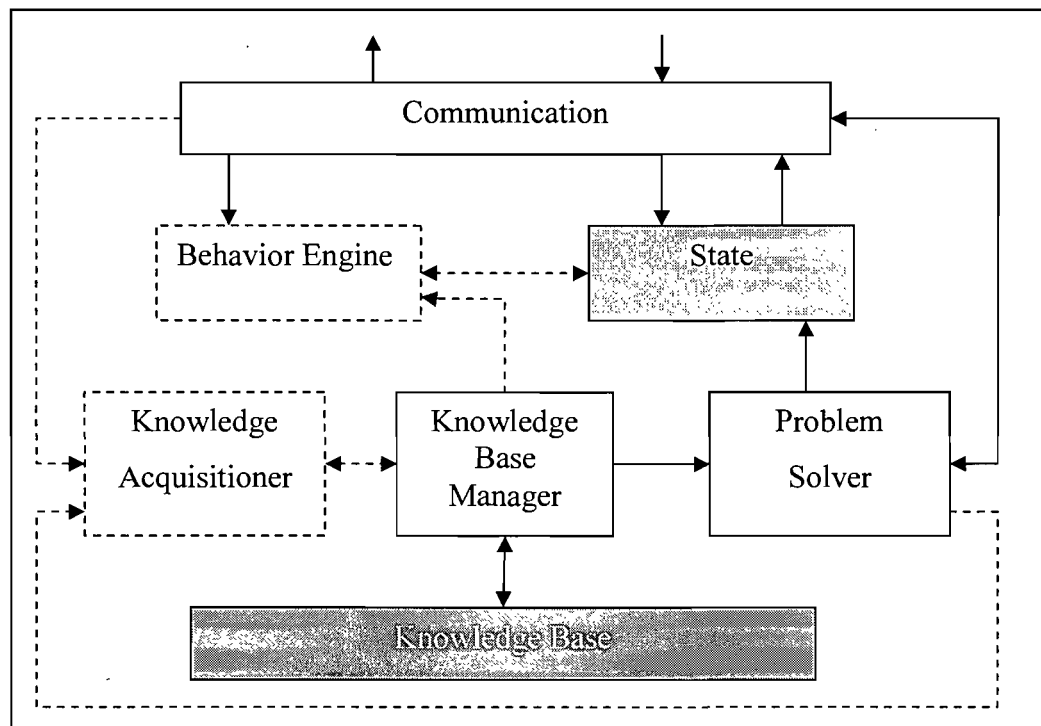 Communication
Behavior Engine
State
Knowledge
Acquisitioner
Knowledge
Base
Manager
Problem
Solver
Knowledge Base